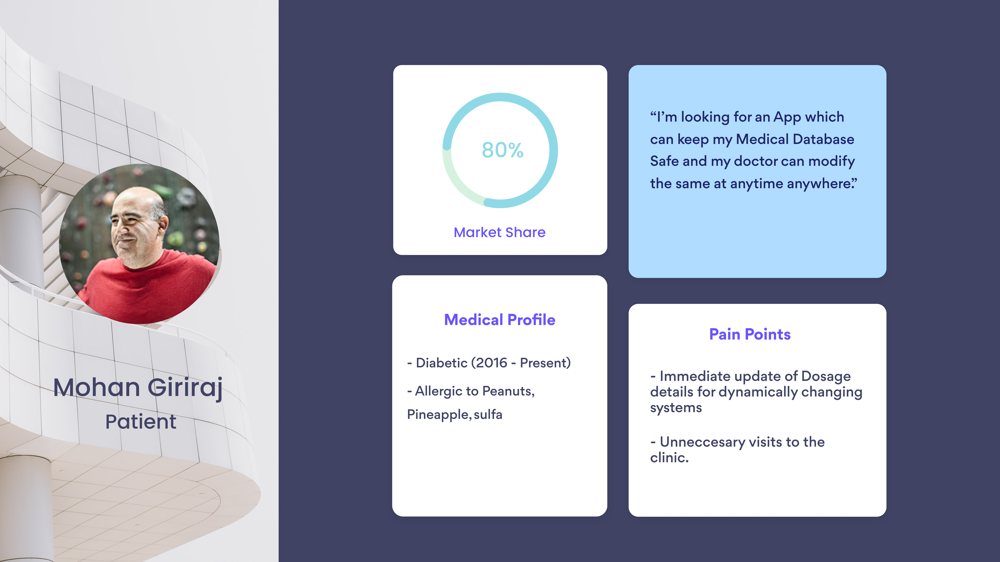 Mohan Giriraj
Patient
80%
Market Share
“I’m looking for an App which
can keep my Medical Database
Safe and my doctor can modify
the same at anytime anywhere.”
Medical Profile
- Diabetic (2016 - Present)
- Allergic to Peanuts,
Pineapple, sulfa
Pain Points
- Immediate update of Dosage
details for dynamically changing
systems
- Unneccesary visits to the
clinic.